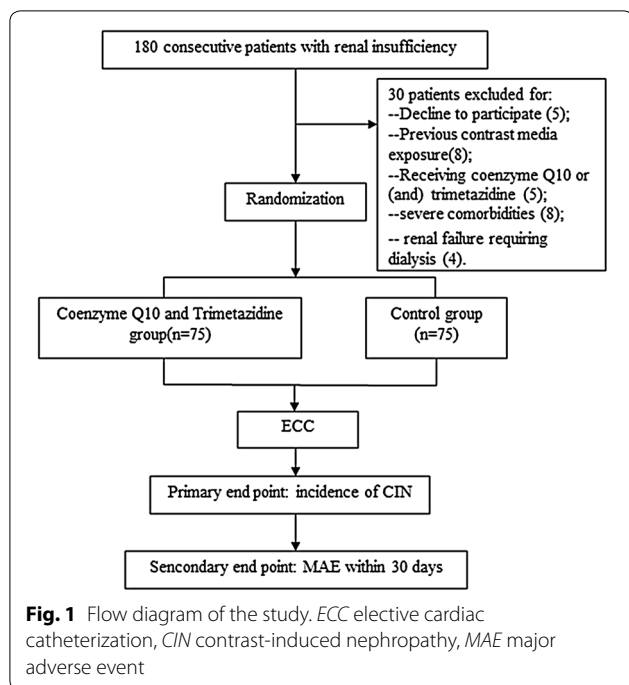 180 consecutive patients with renal insufficiency
30 patients excluded for:
--Decline to participate (5);
--Previous contrast media
exposure(8);
--Receiving coenzyme Q10 or
(and) trimetazidine (5);
--severe comorbidities (8);
-- renal failure requiring
dialysis (4).
Randomization
Coenzyme Q10 and Trimetazidine
group(n=75)
Control group
(n=75)
ECC
Primary end point: incidence of CIN
Sencondary end point: MAE within 30 days
Fig. 1 Flow diagram of the study. ECC elective cardiac
catheterization, CIN contrast-induced nephropathy, MAE major
adverse event